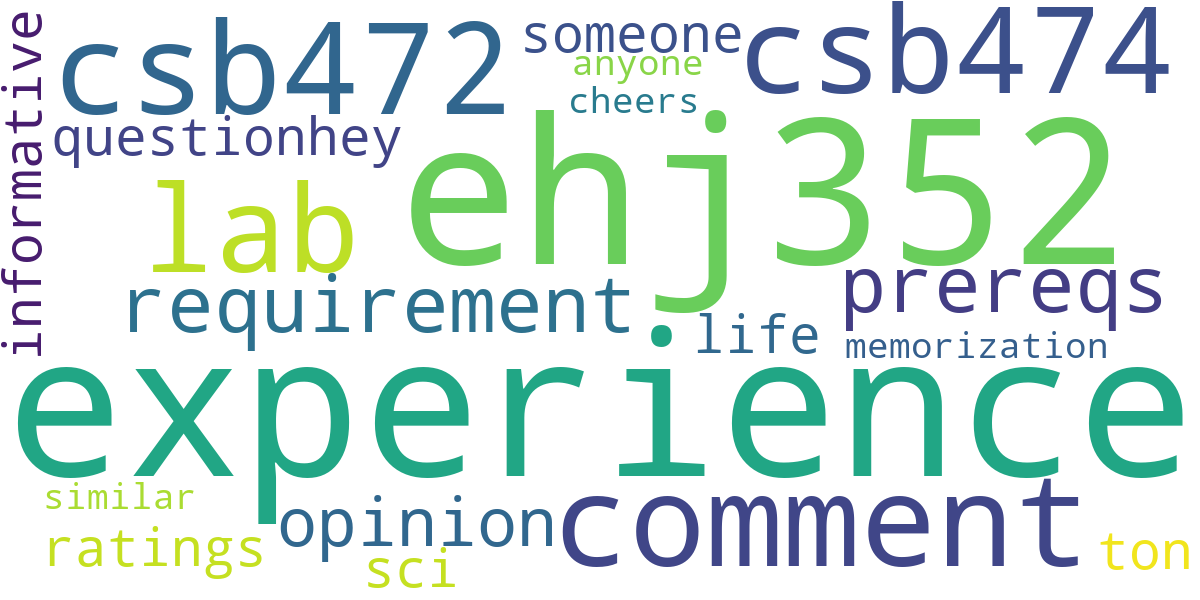 informative
csb472
someone
csb474
anyone
cheers
questionhey
ehj352
lab
requirement
prereqs
life
memorization
experience
similar
opinion
comment
ratings
sci
ton